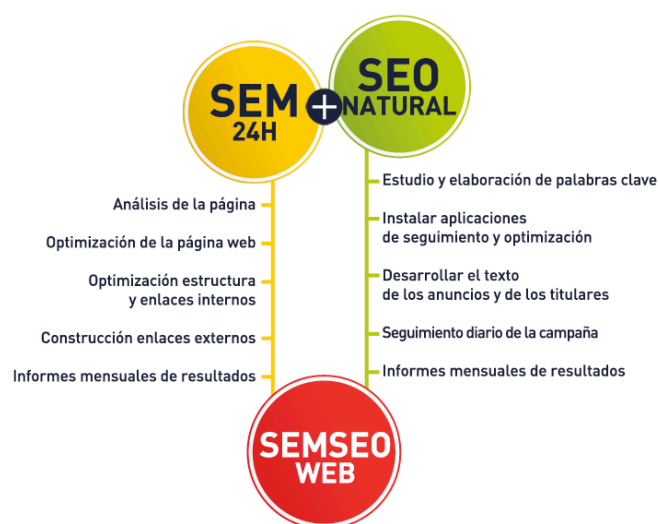 SEM
24H
+
SEO
NATURAL
Análisis de la página
Optimización de la página web
Optimización estructura
y enlaces internos
Construcción enlaces externos
Informes mensuales de resultados
Estudio y elaboración de palabras clave
Instalar aplicaciones
de seguimiento y optimización
Desarrollar el texto
de los anuncios y de los titulares
Seguimiento diario de la campaña
Informes mensuales de resultados
SEMSEO
WEB